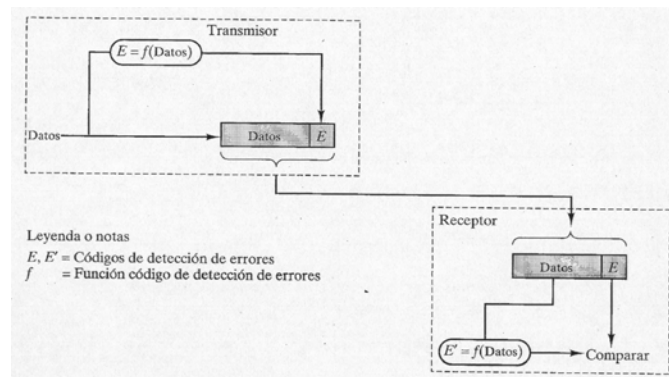 Transmisor
E = f(Datos)
Datos
Datos
E
Receptor
Leyenda o notas
E, E' = Códigos de detección de errores
f = Función código de detección de errores
Datos
E
E' = f(Datos)
Comparar